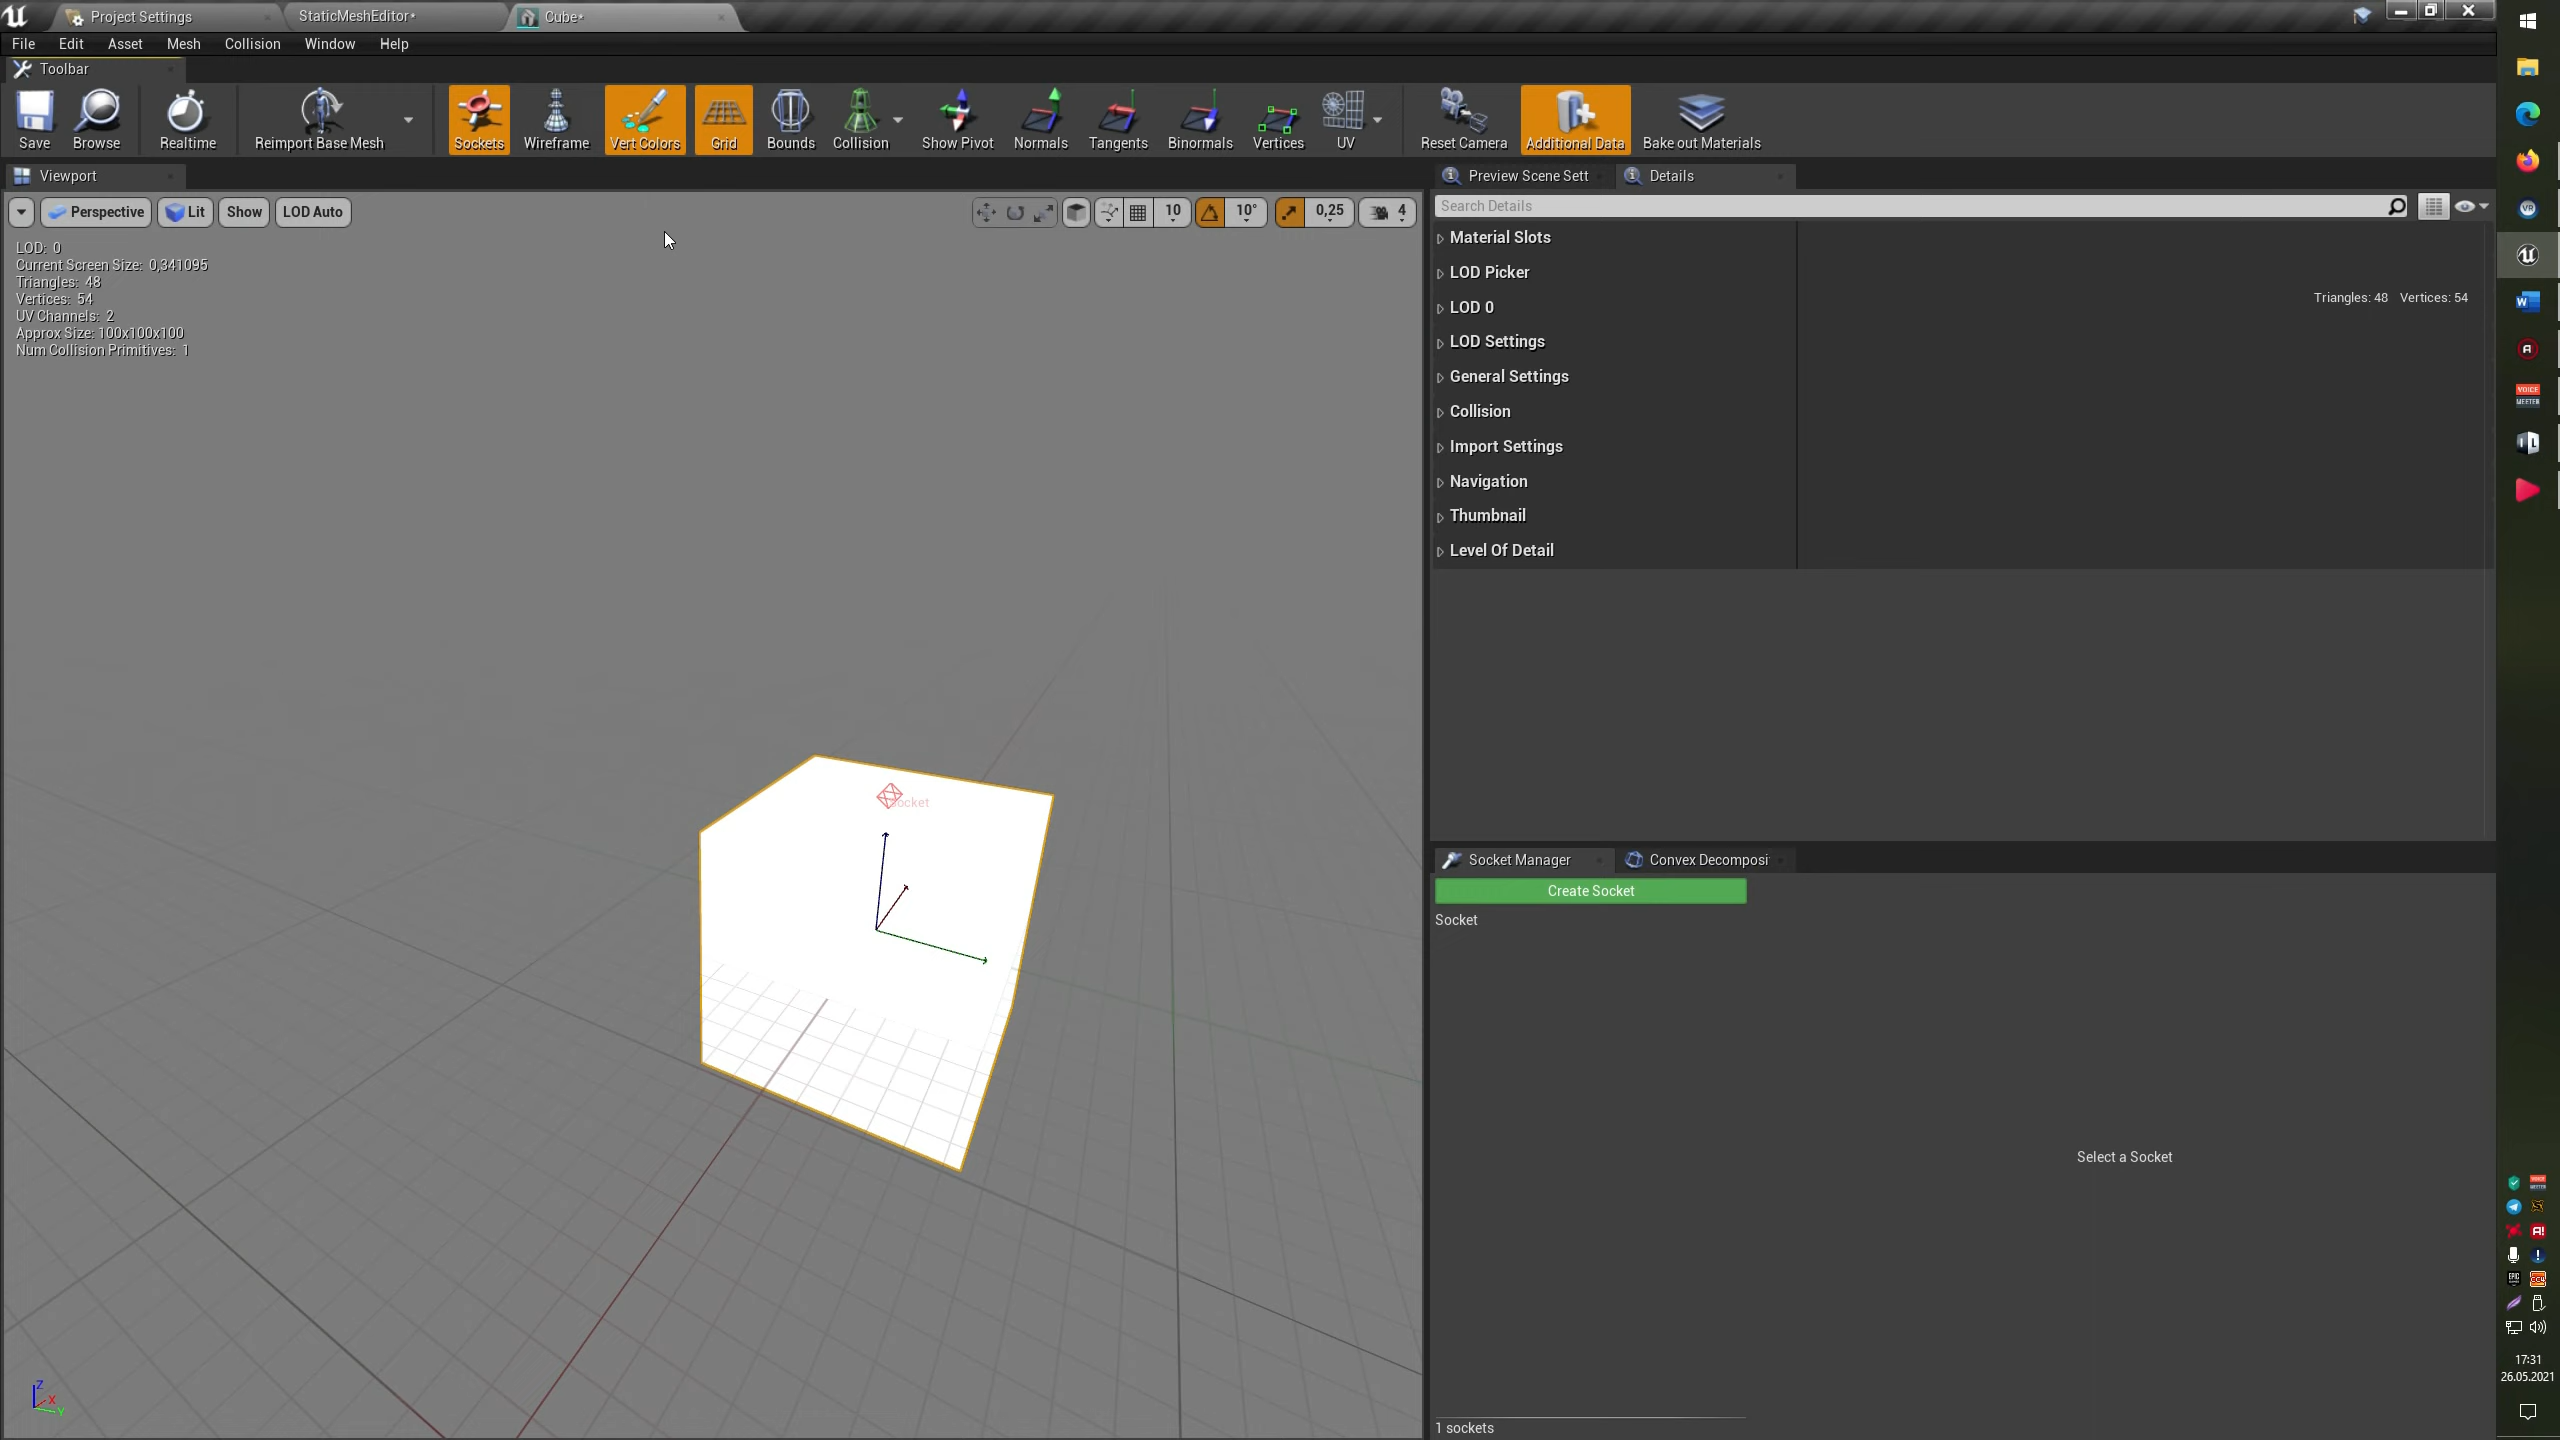 Project Settings
StaticMeshEditor*
Cube*
File Edit Asset Mesh Collision Window Help
Toolbar
Save Browse Realtime Reimport Base Mesh Sockets Wireframe Vert Colors Grid Bounds Collision Show Pivot Normals Tangents Binormals Vertices UV Reset Camera Additional Data Bake out Materials
Viewport
Preview Scene Sett
Details
Perspective Lit Show LOD Auto
10 10° 0,25 4
Search Details
LOD: 0
Current Screen Size: 0,341095
Triangles: 48
Vertices: 54
UV Channels: 2
Approx Size: 100x100x100
Num Collision Primitives: 1
Material Slots
LOD Picker
LOD 0
Triangles: 48 Vertices: 54
LOD Settings
General Settings
Collision
Import Settings
Navigation
Thumbnail
Level Of Detail
Socket
Z
X
Y
Socket Manager
Convex Decomposi
Create Socket
Socket
Select a Socket
1 sockets
VOICE
MEETER
17:31
26.05.2021